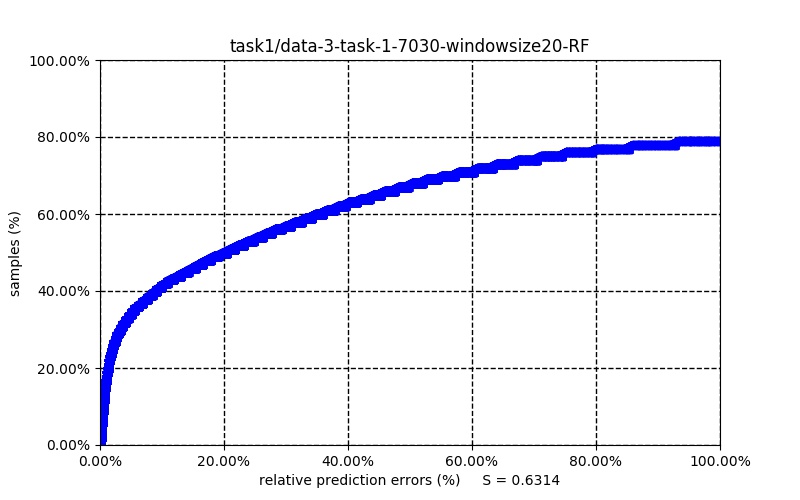 task1/data-3-task-1-7030-windowsize20-RF
100.00%
80.00%
60.00%
40.00%
20.00%
0.00%
samples (%)
0.00% 20.00% 40.00% 60.00% 80.00% 100.00%
relative prediction errors (%) S = 0.6314